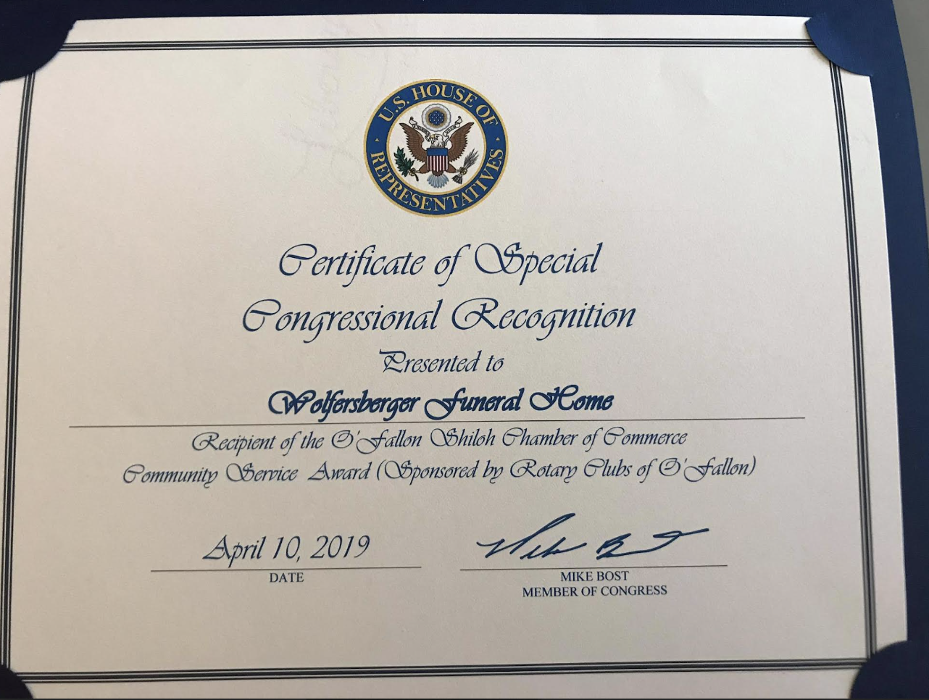 U.S. HOUSE OF
REPRESENTATIVES
Certificate of Special
Congressional Recognition
Presented to
Wolfersberger Funeral Home
Recipient of the O'Fallon Shiloh Chamber of Commerce
Community Service Award (Sponsored by Rotary Clubs of O'Fallon)
April 10, 2019
DATE
Mike Bost
MIKE BOST
MEMBER OF CONGRESS